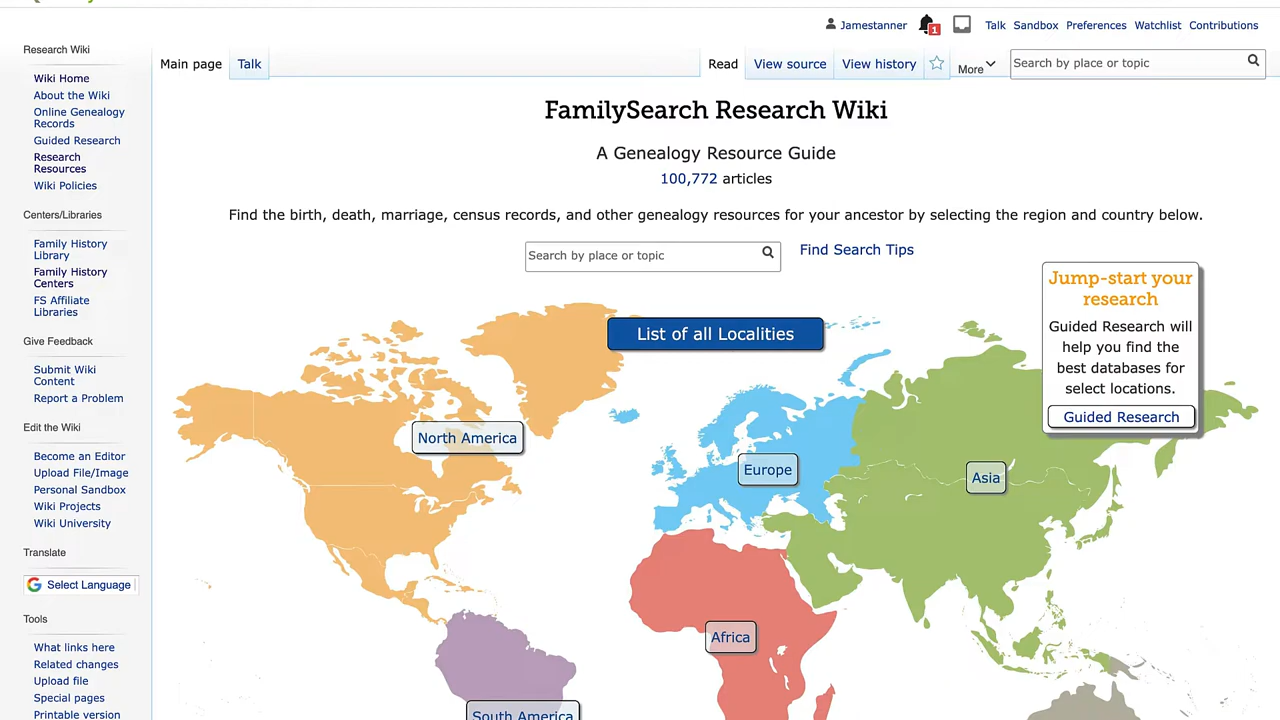 Jamestanner
1
Talk
Sandbox
Preferences
Watchlist
Contributions
Main page
Talk
Read
View source
View history
More
Search by place or topic
Research Wiki
Wiki Home
About the Wiki
Online Genealogy
Records
Guided Research
Research
Resources
Wiki Policies
Centers/Libraries
Family History
Library
Family History
Centers
FS Affiliate
Libraries
Give Feedback
Submit Wiki
Content
Report a Problem
Edit the Wiki
Become an Editor
Upload File/Image
Personal Sandbox
Wiki Projects
Wiki University
Translate
Select Language
Tools
What links here
Related changes
Upload file
Special pages
Printable version
FamilySearch Research Wiki
A Genealogy Resource Guide
100,772 articles
Find the birth, death, marriage, census records, and other genealogy resources for your ancestor by selecting the region and country below.
Search by place or topic
Find Search Tips
List of all Localities
Jump-start your
research
Guided Research will
help you find the
best databases for
select locations.
Guided Research
North America
Europe
Asia
Africa
South America